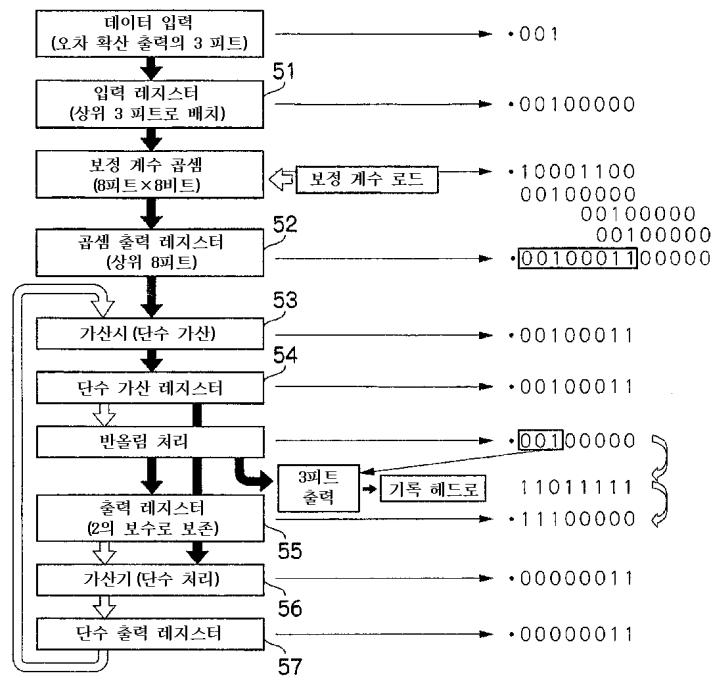 데이터 입력
(오차 확산 출력의 3 피트)
·001
51
입력 레지스터
(상위 3 피트로 배치)
·00100000
보정 계수 곱셈
(8피트×8비트)
보정 계수 로드
·10001100
00100000
00100000
00100000
52
곱셈 출력 레지스터
(상위 8피트)
·0010001100000
53
가산시 (단수 가산)
·00100011
54
단수 가산 레지스터
·00100011
반올림 처리
·00100000
3피트
출력
기록 헤드로
11011111
출력 레지스터
(2의 보수로 보존)
·11100000
55
가산기 (단수 처리)
·00000011
56
단수 출력 레지스터
·00000011
57